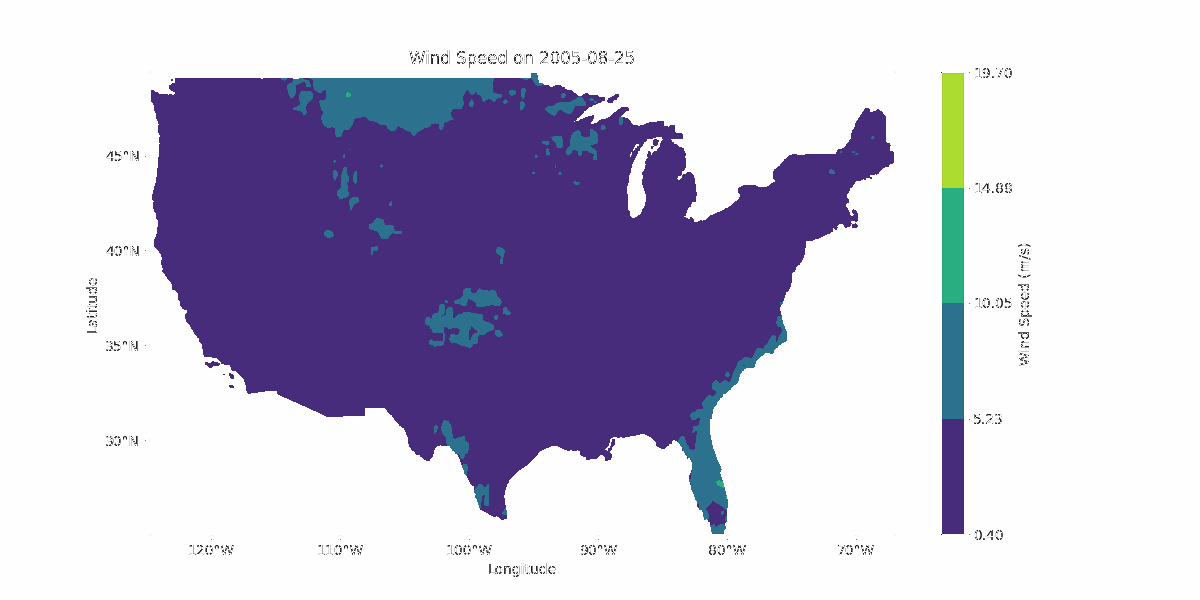 Wind Speed on 2005-08-25
19.70
14.88
10.05
5.23
0.40
Wind Speed (m/s)
45°N
40°N
35°N
30°N
Latitude
120°W 110°W 100°W 90°W 80°W 70°W
Longitude